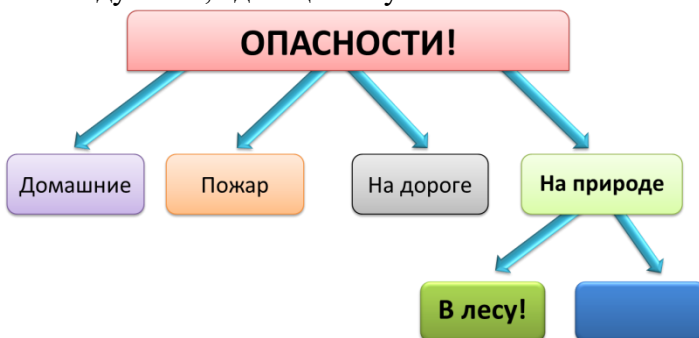 ОПАСНОСТИ!
Домашние
Пожар
На дороге
На природе
В лесу!